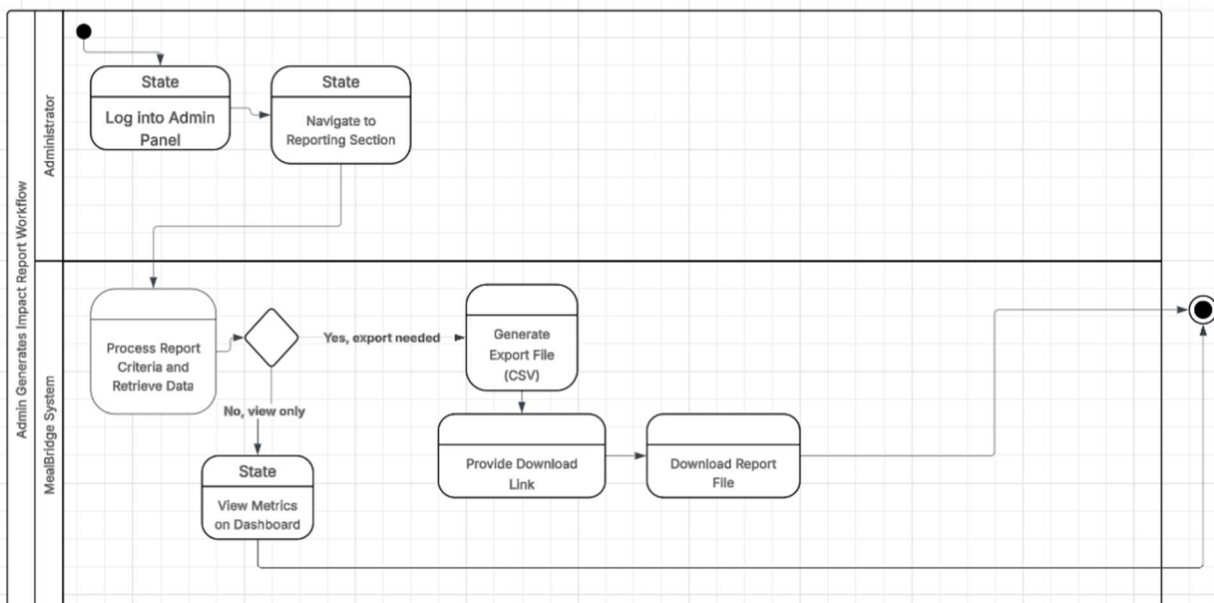 Admin Generates Impact Report Workflow
Administrator
State
Log into Admin
Panel
State
Navigate to
Reporting Section
MealBridge System
Process Report
Criteria and
Retrieve Data
Yes, export needed
Generate
Export File
(CSV)
No, view only
State
View Metrics
on Dashboard
Provide Download
Link
Download Report
File